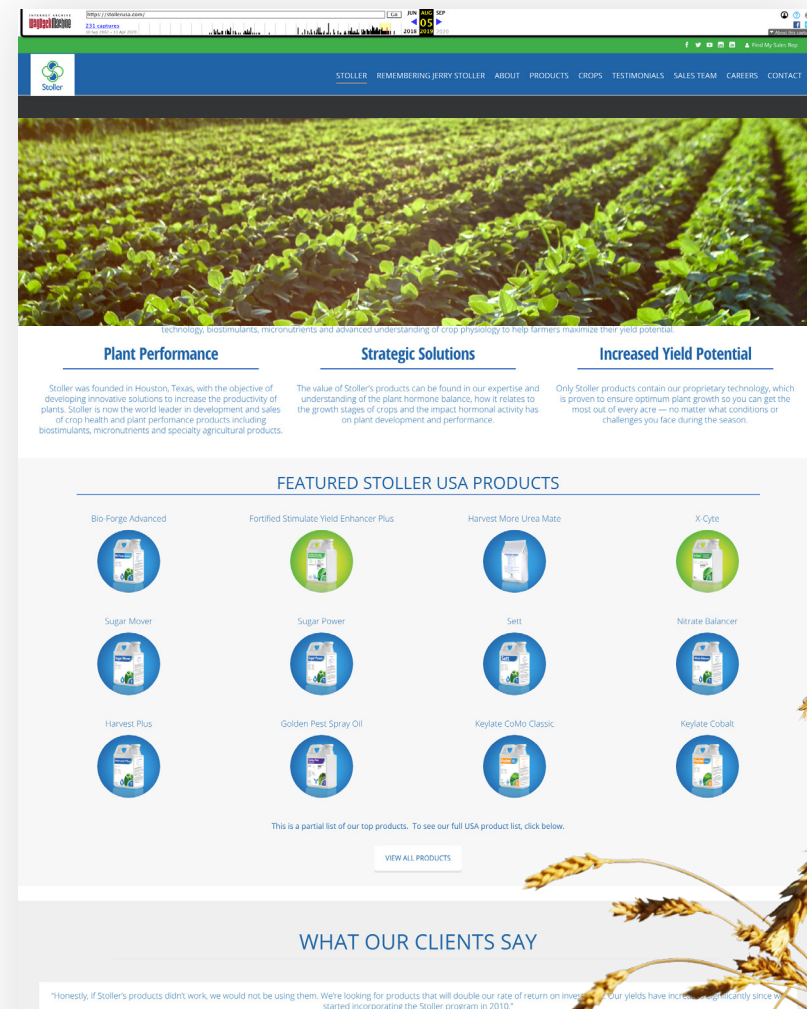 INTERNET ARCHIVE
WayBackMachine
https://stollerusa.com/
Go
JUN AUG SEP
231 captures
05
2018 2019 2020
About this capture
Find My Sales Rep
Stoller
STOLLER REMEMBERING JERRY STOLLER ABOUT PRODUCTS CROPS TESTIMONIALS SALES TEAM CAREERS CONTACT
technology, biostimulants, micronutrients and advanced understanding of crop physiology to help farmers maximize their yield potential.
Plant Performance
Stoller was founded in Houston, Texas, with the objective of
developing innovative solutions to increase the productivity of
plants. Stoller is now the world leader in development and sales
of crop health and plant perfomance products including
biostimulants, micronutrients and specialty agricultural products.
Strategic Solutions
The value of Stoller's products can be found in our expertise and
understanding of the plant hormone balance, how it relates to
the growth stages of crops and the impact hormonal activity has
on plant development and performance.
Increased Yield Potential
Only Stoller products contain our proprietary technology, which
is proven to ensure optimum plant growth so you can get the
most out of every acre — no matter what conditions or
challenges you face during the season.
FEATURED STOLLER USA PRODUCTS
Bio-Forge Advanced
Fortified Stimulate Yield Enhancer Plus
Harvest More Urea Mate
X-Cyte
Sugar Mover
Sugar Power
Sett
Nitrate Balancer
Harvest Plus
Golden Pest Spray Oil
Keylate CoMo Classic
Keylate Cobalt
This is a partial list of our top products. To see our full USA product list, click below.
VIEW ALL PRODUCTS
WHAT OUR CLIENTS SAY
"Honestly, if Stoller's products didn't work, we would not be using them. We're looking for products that will double our rate of return on Our yields have significantly since
started incorporating the Stoller program in 2010."